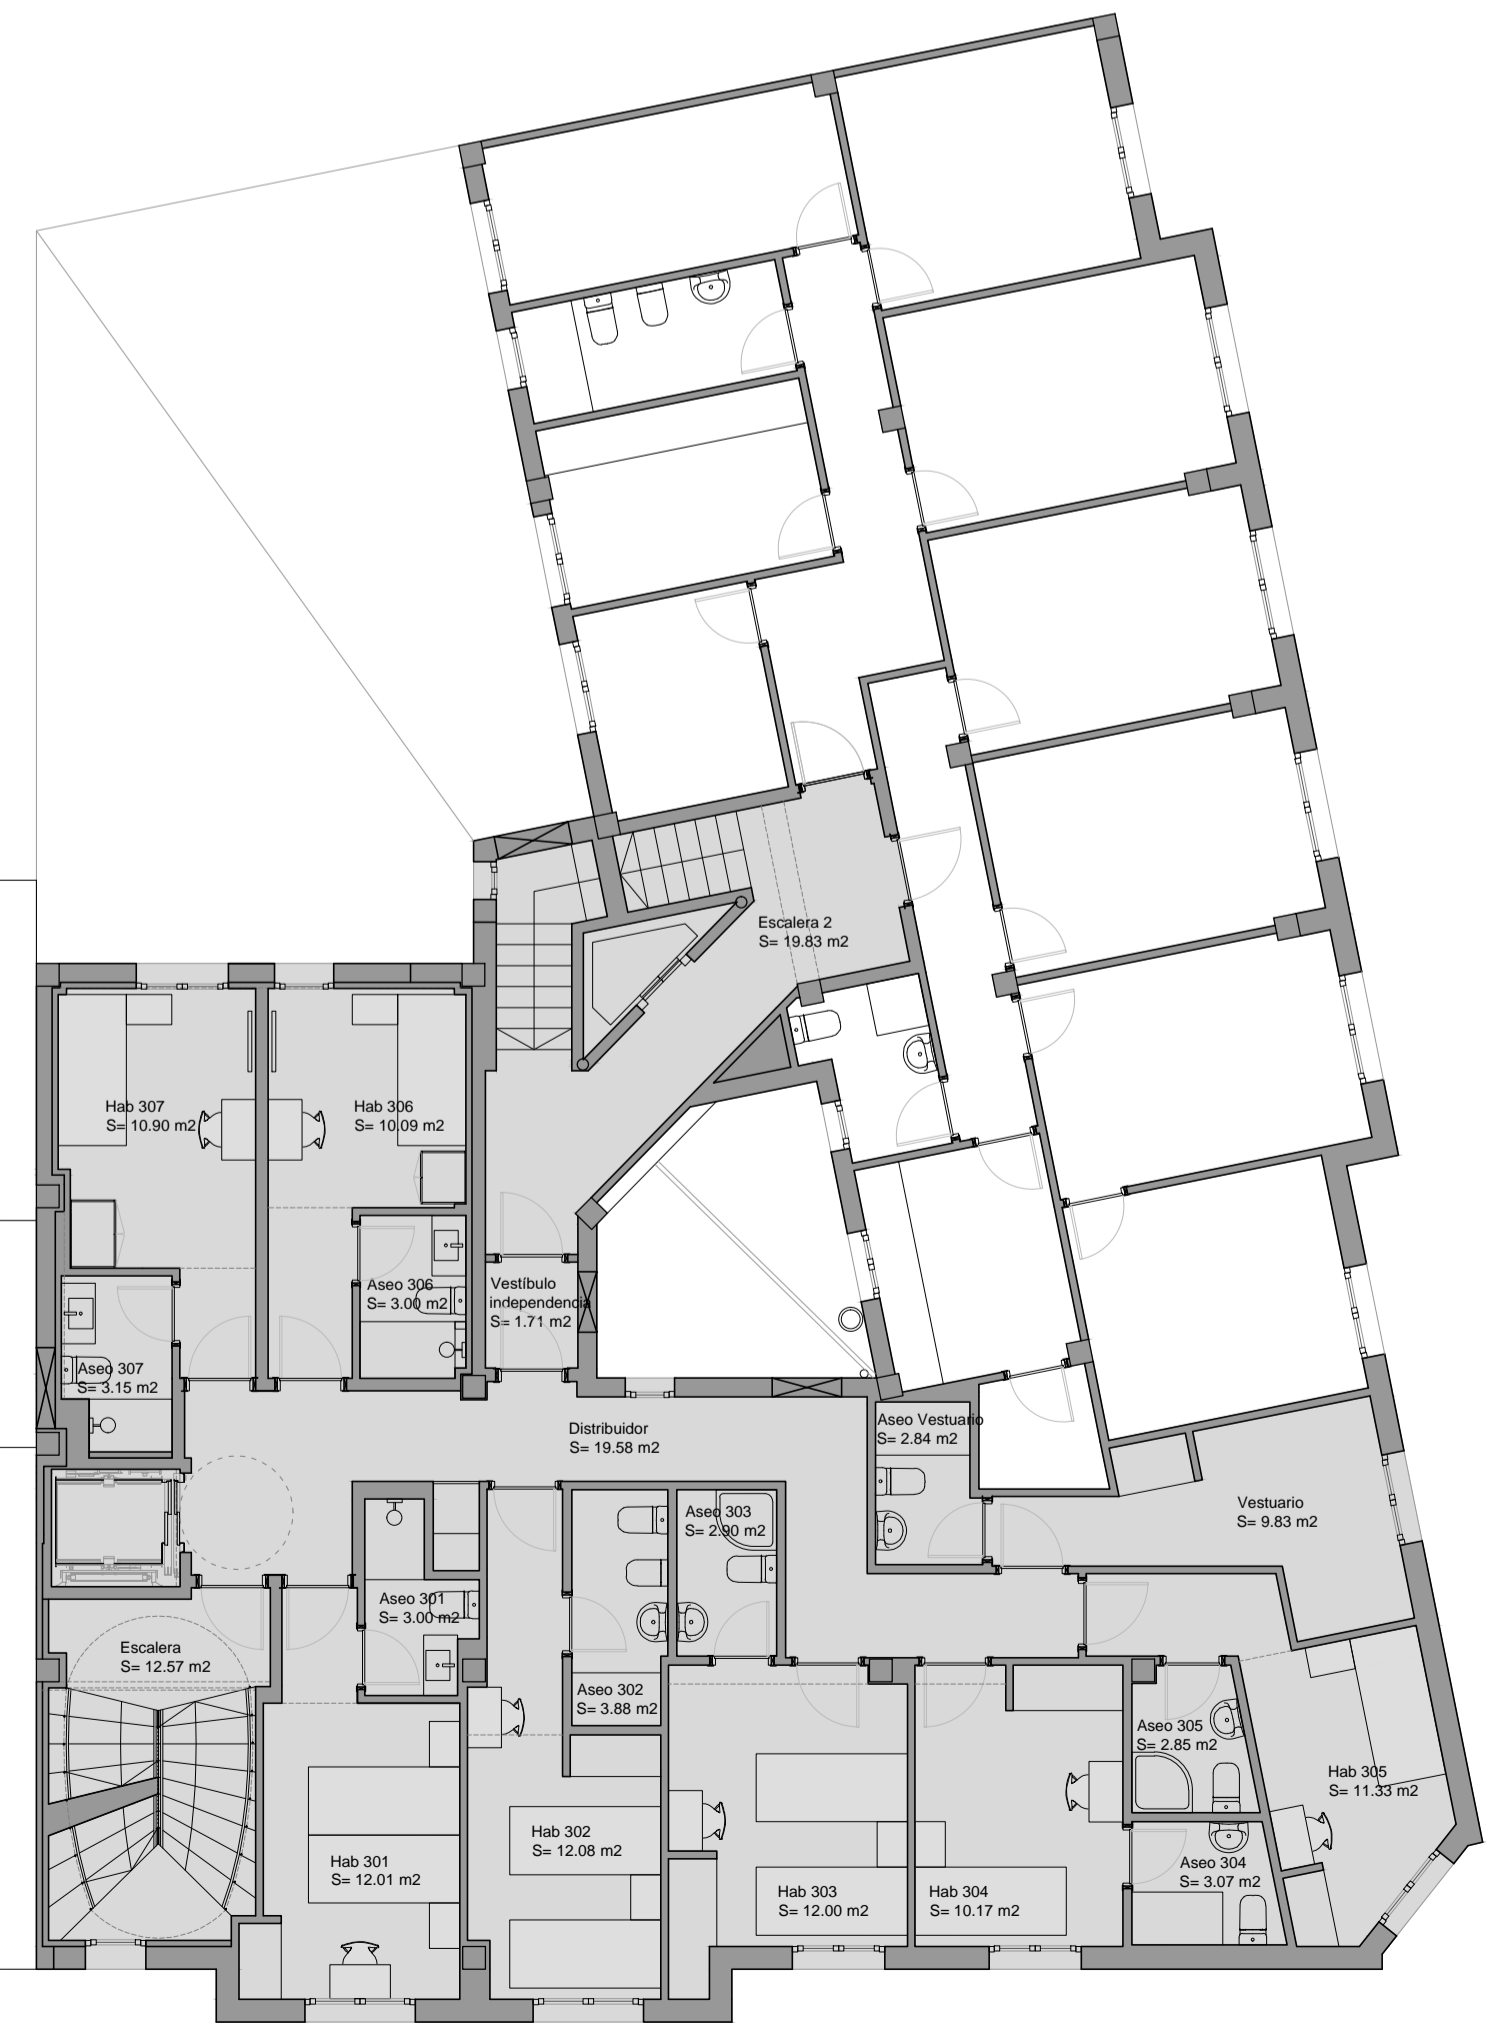 Escalera 2
S= 19.83 m2
Hab 307
S= 10.90 m2
Hab 306
S= 10.09 m2
Aseo 306
S= 3.00 m2
Vestíbulo
independencia
S= 1.71 m2
Aseo 307
S= 3.15 m2
Distribuidor
S= 19.58 m2
Aseo Vestuario
S= 2.84 m2
Vestuario
S= 9.83 m2
Aseo 303
S= 2.90 m2
Aseo 301
S= 3.00 m2
Escalera
S= 12.57 m2
Aseo 302
S= 3.88 m2
Aseo 305
S= 2.85 m2
Hab 305
S= 11.33 m2
Hab 302
S= 12.08 m2
Hab 301
S= 12.01 m2
Hab 303
S= 12.00 m2
Hab 304
S= 10.17 m2
Aseo 304
S= 3.07 m2